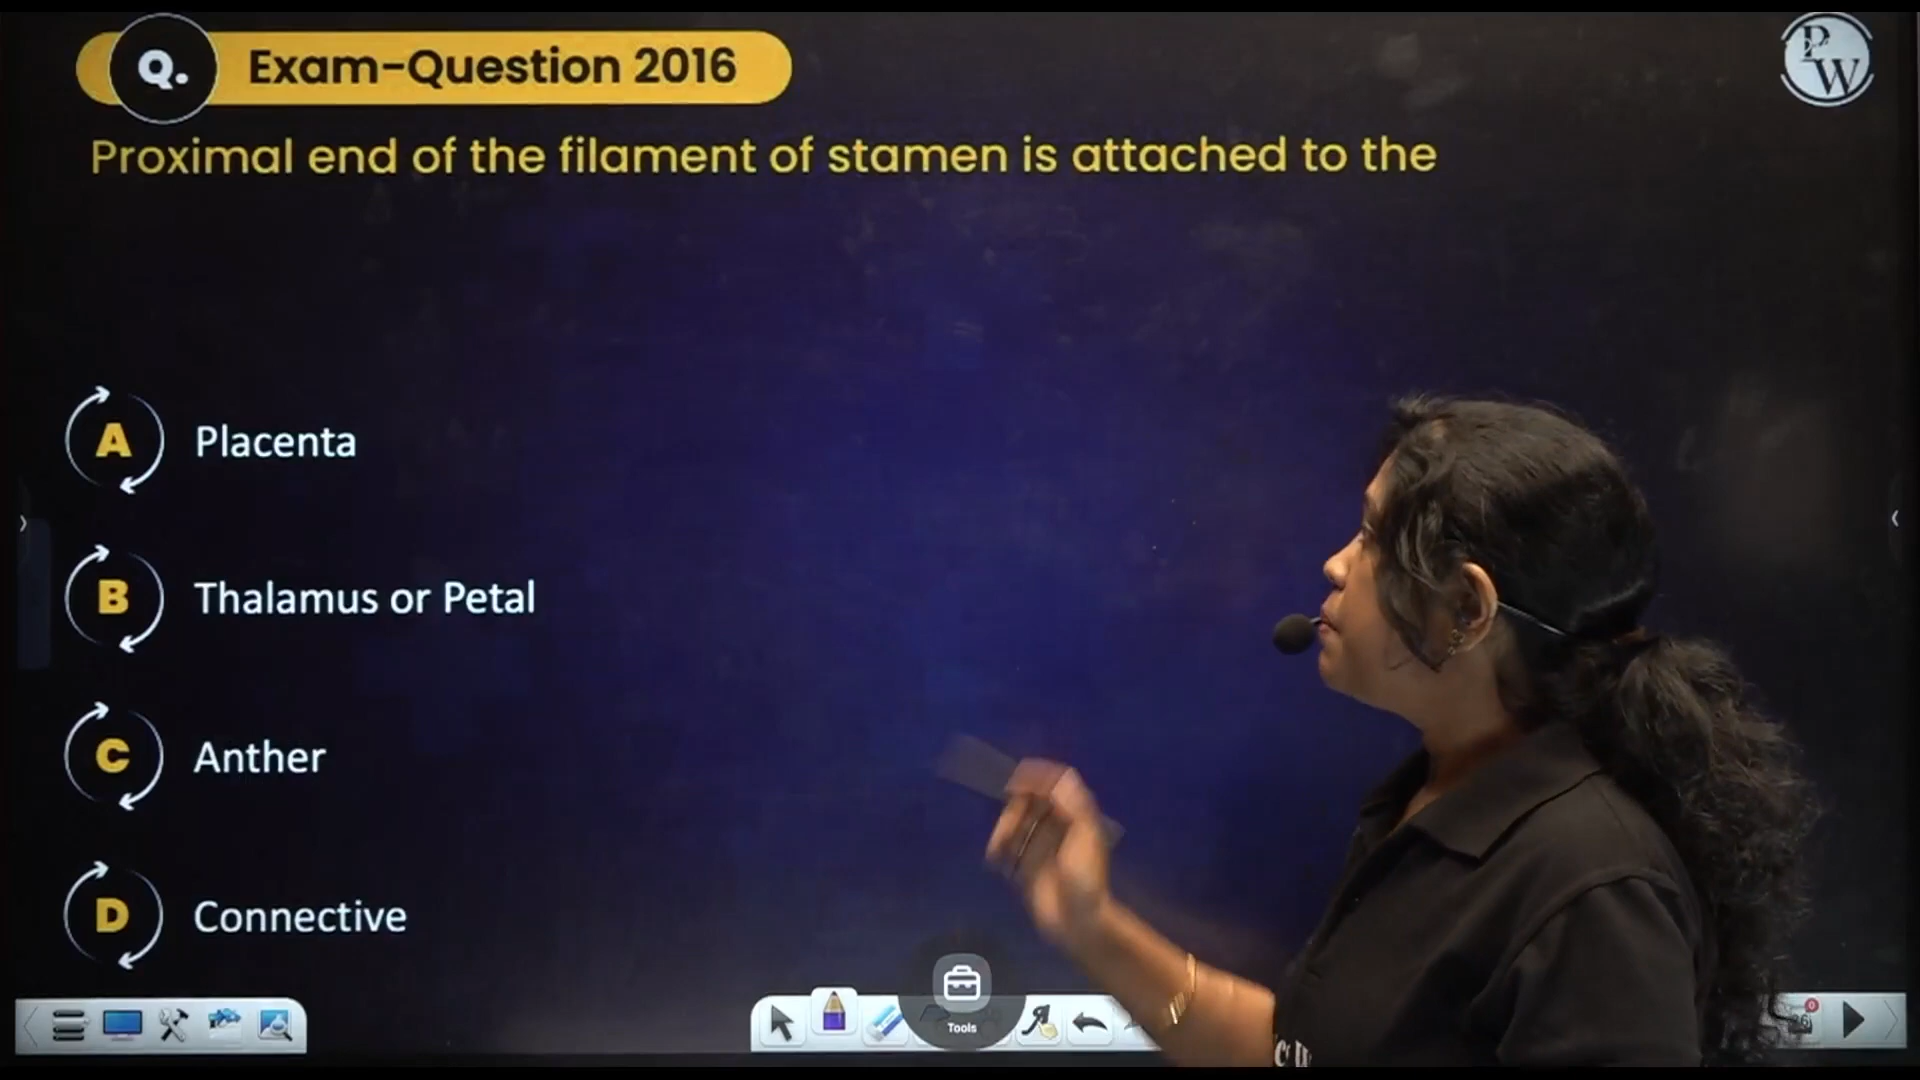 Q. Exam-Question 2016
PW
Proximal end of the filament of stamen is attached to the
A Placenta
B Thalamus or Petal
C Anther
D Connective
Tools